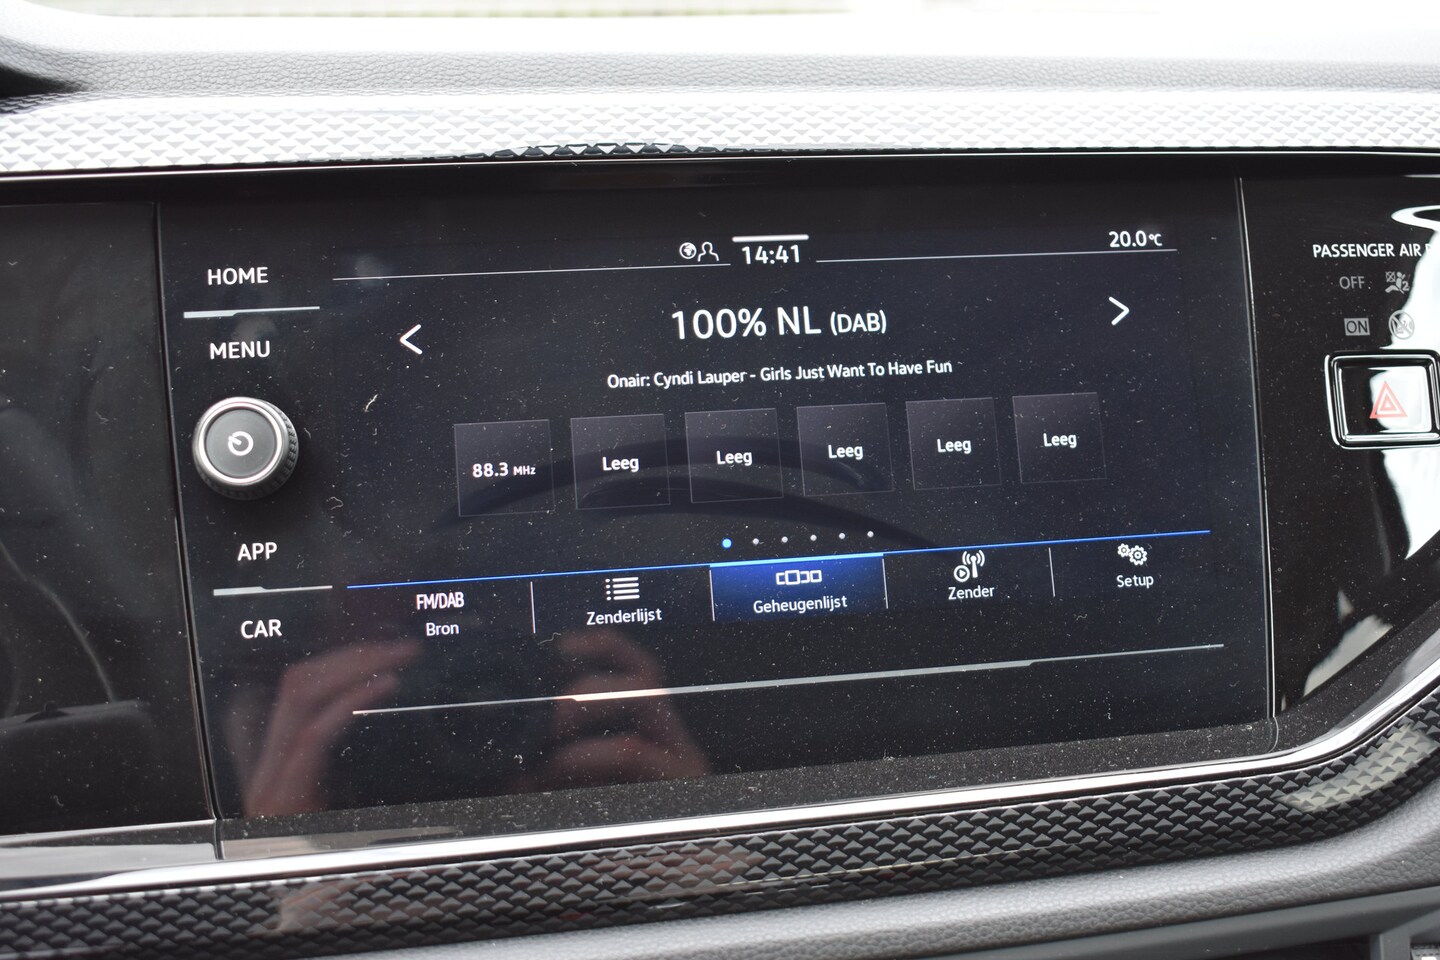 14:41
20.0°C
HOME
MENU
APP
CAR
100% NL (DAB)
Onair: Cyndi Lauper - Girls Just Want To Have Fun
88.3 MHz
Leeg
Leeg
Leeg
Leeg
Leeg
FM/DAB
Bron
Zenderlijst
Geheugenlijst
Zender
Setup
PASSENGER AIR
OFF
2
ON